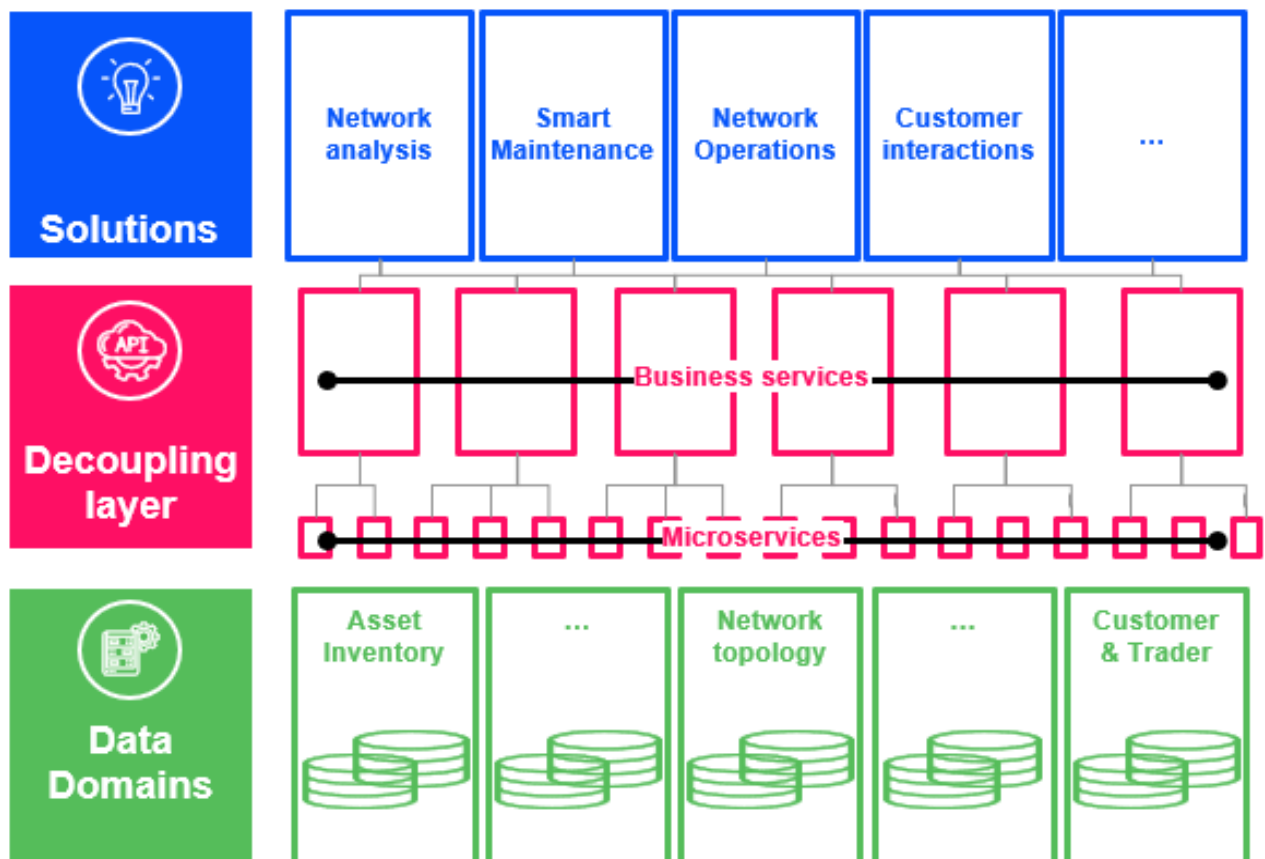 Solutions
Network
analysis
Smart
Maintenance
Network
Operations
Customer
interactions
...
API
Decoupling
layer
Business services
Microservices
Data
Domains
Asset
Inventory
...
Network
topology
...
Customer
& Trader